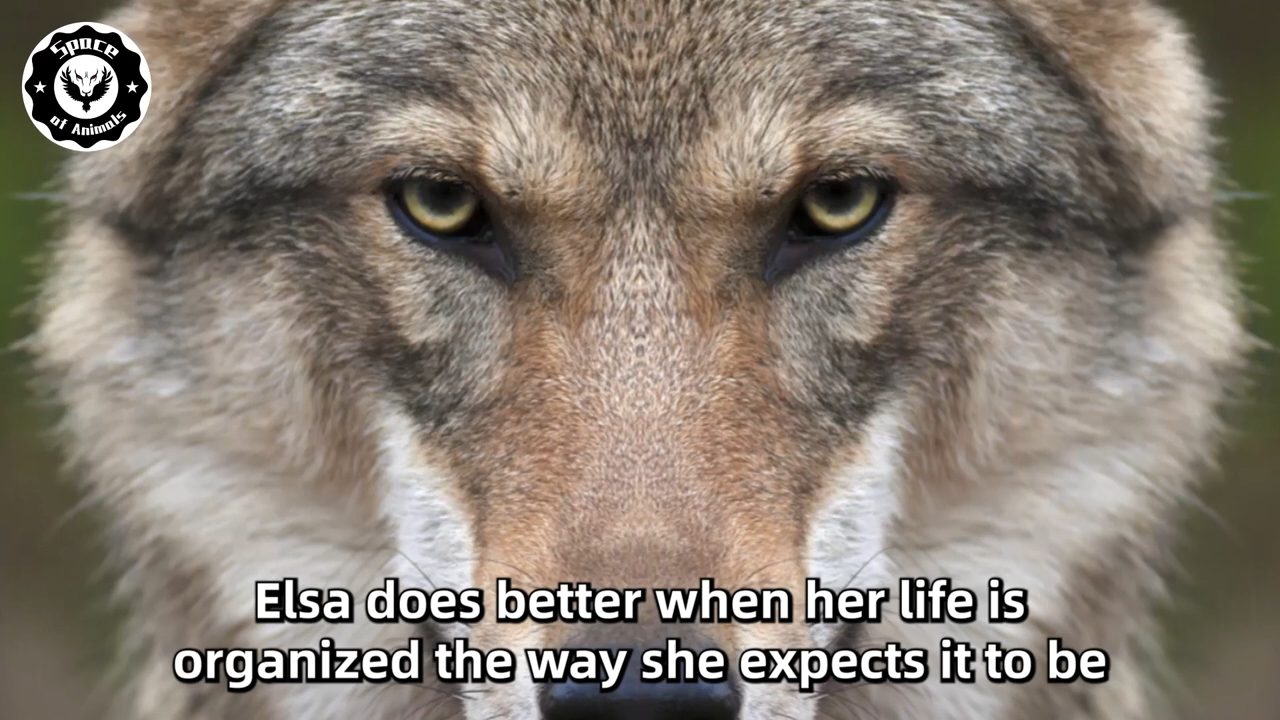 Space
of Animals
Elsa does better when her life is
organized the way she expects it to be